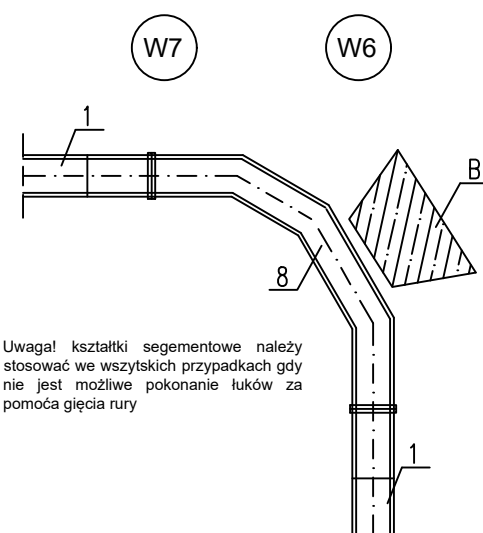 W7
W6
1
B
8
Uwaga! kształtki segementowe należy
stosować we wszytskich przypadkach gdy
nie jest możliwe pokonanie łuków za
pomoća gięcia rury
1